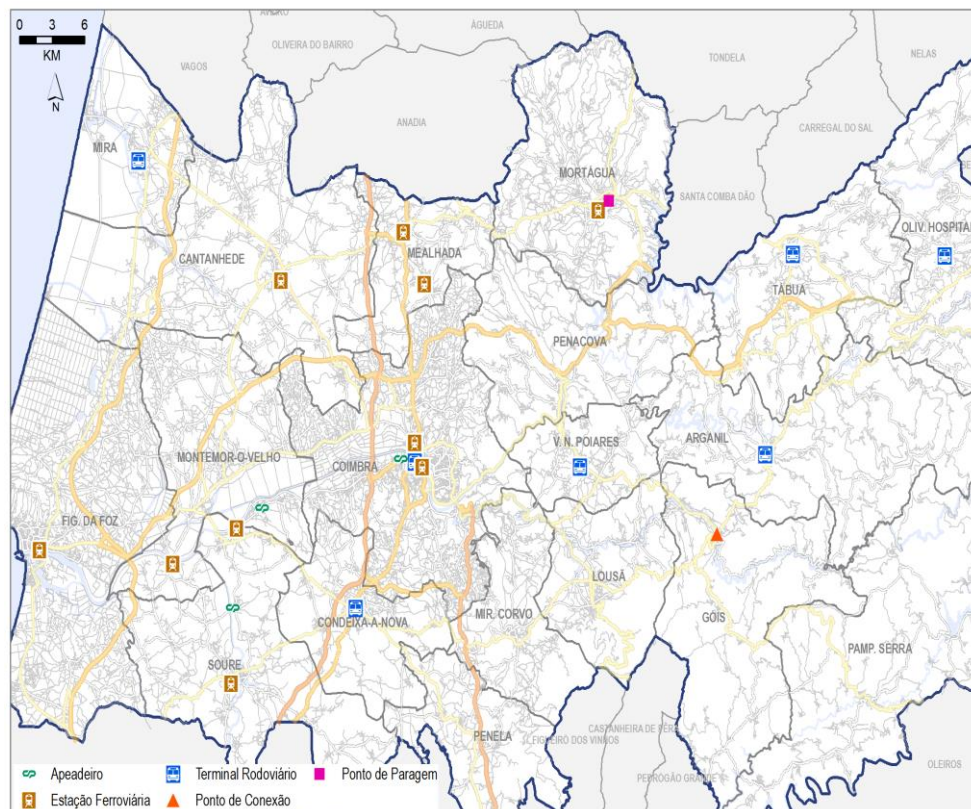 0 3 6
KM
N
ÁGUEDA
OLIVEIRA DO BAIRRO
VAGOS
TONDELA
NELAS
ANADIA
CARREGAL DO SAL
MIRA
MORTÁGUA
SANTA COMBA DÃO
OLIV. HOSPITAL
CANTANHEDE
MEALHADA
TÁBUA
PENACOVA
V. N. POIARES
ARGANIL
MONTEMOR-O-VELHO
COIMBRA
FIG. DA FOZ
LOUSÃ
MIR. CORVO
GÓIS
CONDEIXA-A-NOVA
PAMP. SERRA
SOURE
PENELA
FIGUEIRÓ DOS VINHOS
CASTANHEIRA DE PÊRA
PEDRÓGÃO GRANDE
OLEIROS
Apeadeiro
Terminal Rodoviário
Ponto de Paragem
Estação Ferroviária
Ponto de Conexão